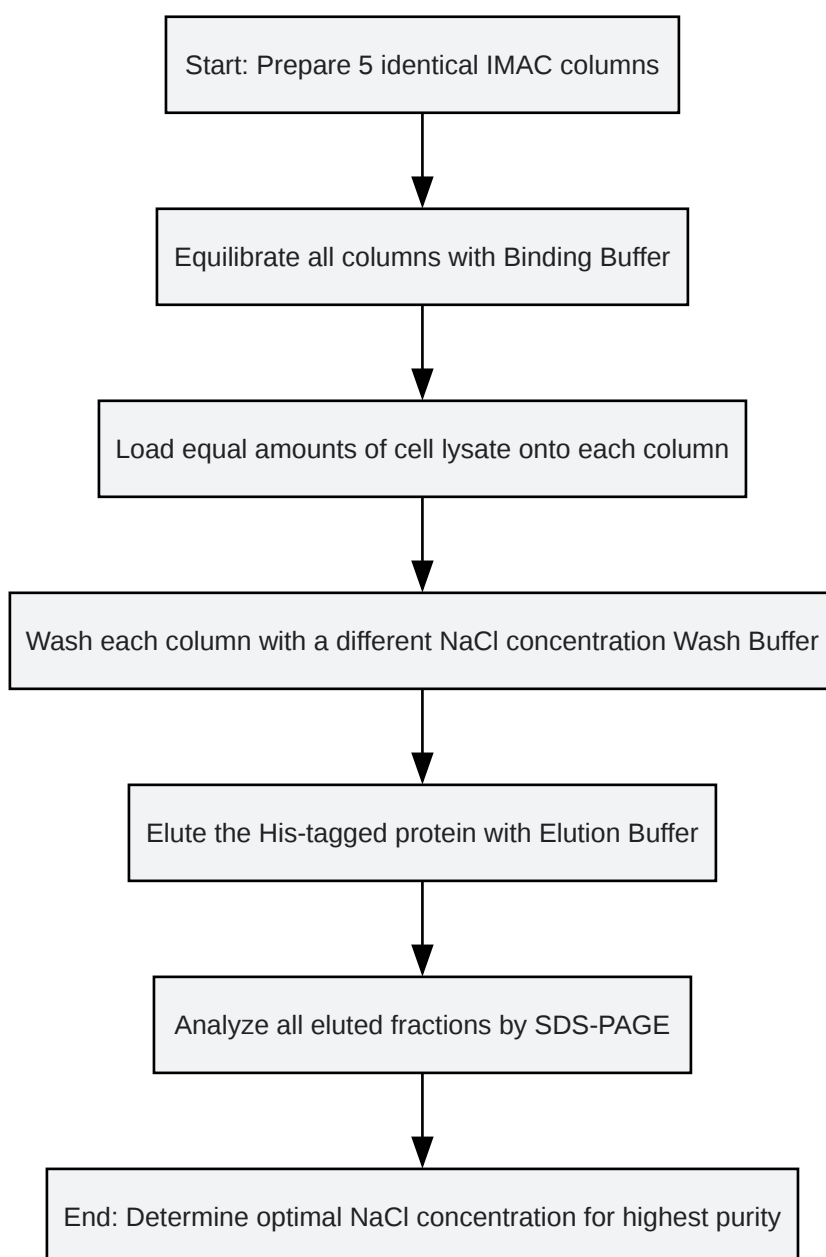 Start: Prepare 5 identical IMAC columns
Equilibrate all columns with Binding Buffer
Load equal amounts of cell lysate onto each column
Wash each column with a different NaCl concentration Wash Buffer
Elute the His-tagged protein with Elution Buffer
Analyze all eluted fractions by SDS-PAGE
End: Determine optimal NaCl concentration for highest purity